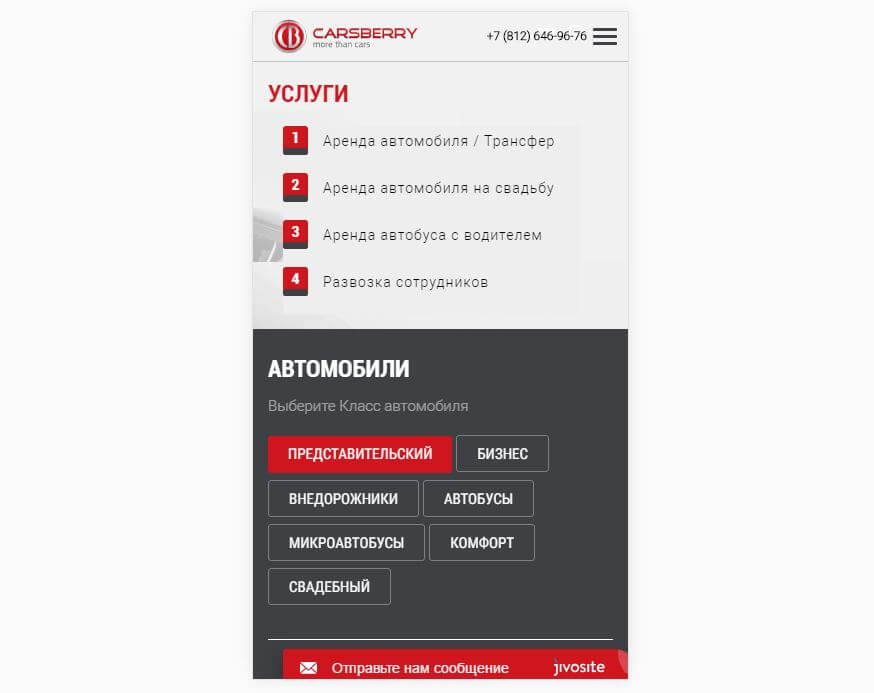 CB CARSBERRY
more than cars
+7 (812) 646-96-76
УСЛУГИ
1 Аренда автомобиля / Трансфер
2 Аренда автомобиля на свадьбу
3 Аренда автобуса с водителем
4 Развозка сотрудников
АВТОМОБИЛИ
Выберите Класс автомобиля
ПРЕДСТАВИТЕЛЬСКИЙ БИЗНЕС
ВНЕДОРОЖНИКИ АВТОБУСЫ
МИКРОАВТОБУСЫ КОМФОРТ
СВАДЕБНЫЙ
Отправьте нам сообщение jivosite